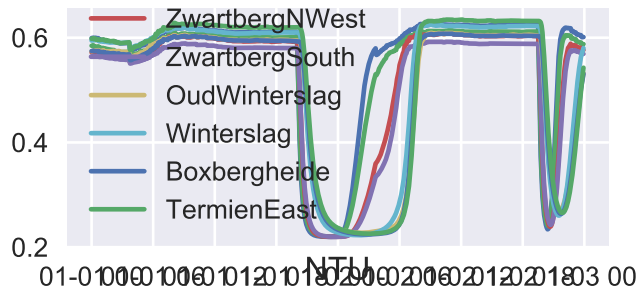 ZwartbergNWest
0.6
ZwartbergSouth
OudWinterslag
Winterslag
0.4
Boxbergheide
TermienEast
0.2
NTU